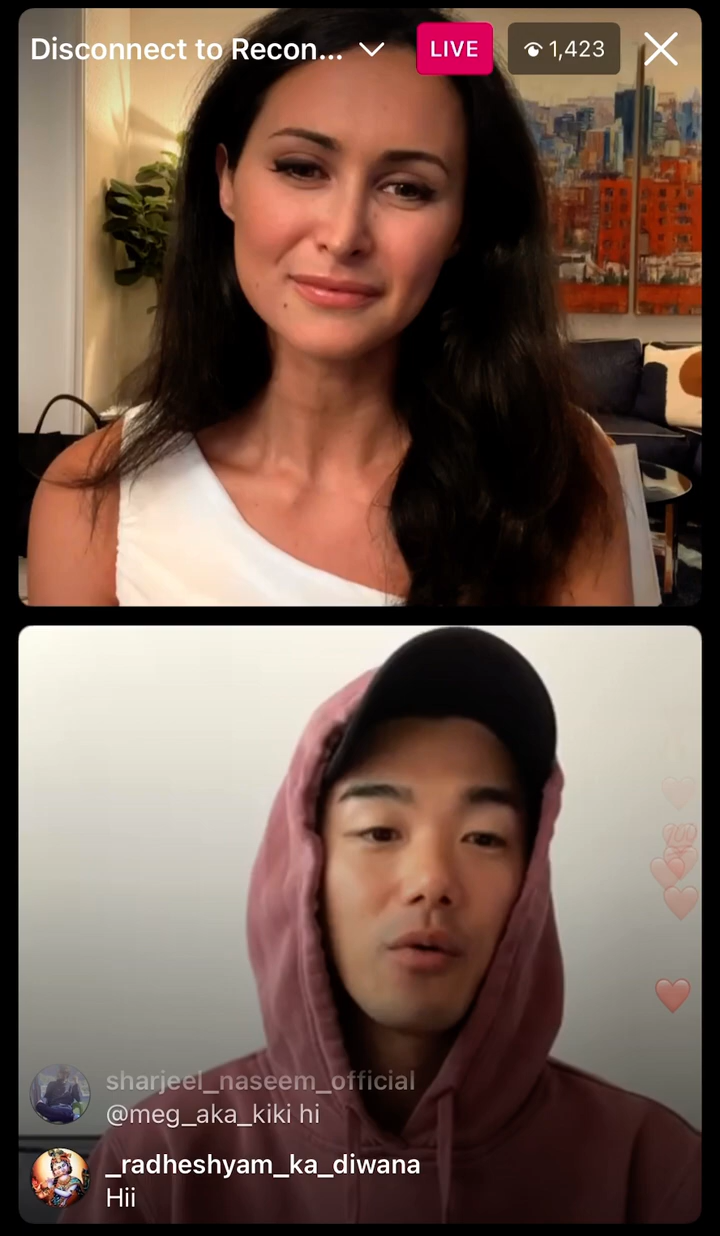 Disconnect to Recon...
LIVE
1,423
sharjeel_naseem_official
@meg_aka_kiki hi
_radheshyam_ka_diwana
Hii